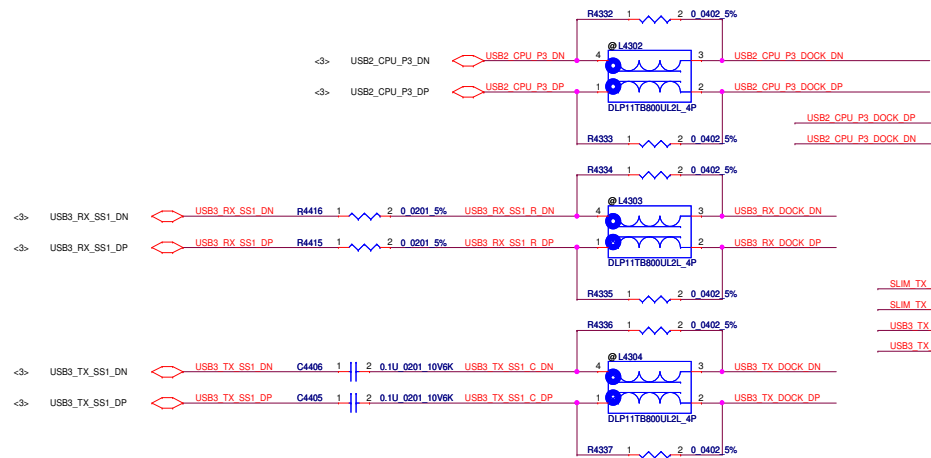 R4332 1 2 0_0402_5%
@ L4302
<3> USB2_CPU_P3_DN USB2_CPU_P3_DN 4 3 USB2_CPU_P3_DOCK_DN
<3> USB2_CPU_P3_DP USB2_CPU_P3_DP 1 2 USB2_CPU_P3_DOCK_DP
DLP11TB800UL2L_4P
USB2_CPU_P3_DOCK_DP
R4333 1 2 0_0402_5% USB2_CPU_P3_DOCK_DN
R4334 1 2 0_0402_5%
@ L4303
<3> USB3_RX_SS1_DN USB3_RX_SS1_DN R4416 1 2 0_0201_5% USB3_RX_SS1_R_DN 4 3 USB3_RX_DOCK_DN
<3> USB3_RX_SS1_DP USB3_RX_SS1_DP R4415 1 2 0_0201_5% USB3_RX_SS1_R_DP 1 2 USB3_RX_DOCK_DP
DLP11TB800UL2L_4P
SLIM_TX
R4335 1 2 0_0402_5%
SLIM_TX
R4336 1 2 0_0402_5% USB3_TX
USB3_TX
@ L4304
<3> USB3_TX_SS1_DN USB3_TX_SS1_DN C4406 1 2 0.1U_0201_10V6K USB3_TX_SS1_C_DN 4 3 USB3_TX_DOCK_DN
<3> USB3_TX_SS1_DP USB3_TX_SS1_DP C4405 1 2 0.1U_0201_10V6K USB3_TX_SS1_C_DP 1 2 USB3_TX_DOCK_DP
DLP11TB800UL2L_4P
R4337 1 2 0_0402_5%